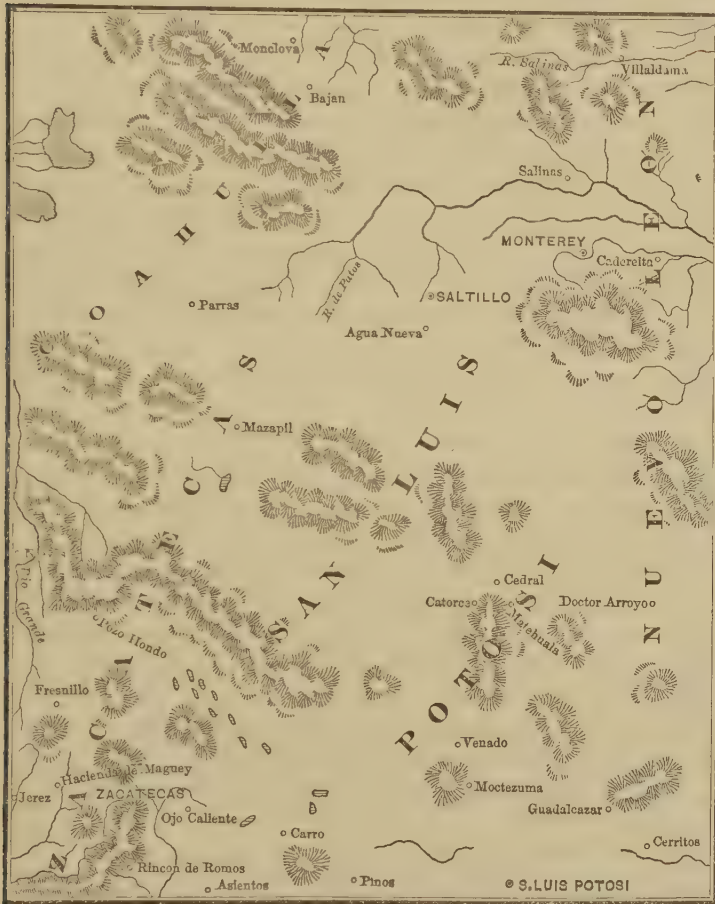 Monclova
R. Salinas
Villaldama
Bajan
Salinas
MONTEREY
Cadereita
R. de Patos
SALTILLO
Parras
Agua Nueva
Mazapil
Cedral
Catorce
Matehuala
Doctor Arroyo
Rio Grande
Pozo Hondo
Fresnillo
Venado
Hacienda de Maguey
Moctezuma
Jerez
ZACATECAS
Ojo Caliente
Guadalcazar
Carro
Cerritos
Rincon de Romos
Asientos
Pinos
S. LUIS POTOSI
COAHUILA
ZACATECAS
SAN LUIS POTOSI
NUEVO LEON